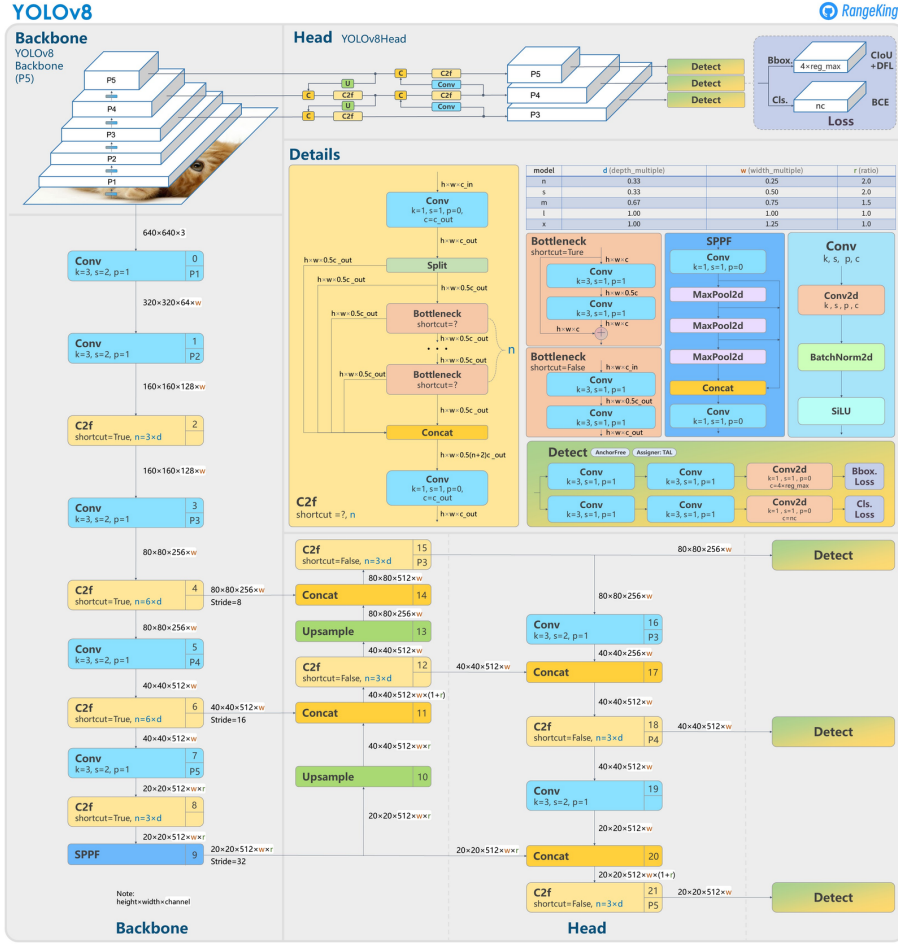 YOLOv8
RangeKing
Backbone
YOLOv8
Backbone
(P5)
P5
P4
P3
P2
P1
Head YOLOv8Head
C C2f
U Conv
C C2f C C2f
U Conv
C C2f
P5
P4
P3
Detect
Detect
Detect
Bbox.
4×reg_max
CIoU
+DFL
Cls.
nc
BCE
Loss
640×640×3
Conv 0
k=3, s=2, p=1 P1
320×320×64×w
Conv 1
k=3, s=2, p=1 P2
160×160×128×w
C2f 2
shortcut=True, n=3×d
160×160×128×w
Conv 3
k=3, s=2, p=1 P3
80×80×256×w
C2f 4
shortcut=True, n=6×d
80×80×256×w
Stride=8
80×80×256×w
Conv 5
k=3, s=2, p=1 P4
40×40×512×w
C2f 6
shortcut=True, n=6×d
40×40×512×w
Stride=16
40×40×512×w
Conv 7
k=3, s=2, p=1 P5
20×20×512×w×r
C2f 8
shortcut=True, n=3×d
20×20×512×w×r
SPPF 9
20×20×512×w×r
Stride=32
Note:
height×width×channel
Backbone
Details
h×w×c_in
Conv
k=1, s=1, p=0,
c=c_out
h×w×c_out
Split
h×w×0.5c_out
h×w×0.5c_out
h×w×0.5c_out
h×w×0.5c_out
Bottleneck
shortcut=?
h×w×0.5c_out
• • •
n
h×w×0.5c_out
Bottleneck
shortcut=?
h×w×0.5c_out
h×w×0.5c_out
Concat
h×w×0.5(n+2)c_out
Conv
k=1, s=1, p=0,
c=c_out
h×w×c_out
C2f
shortcut =?, n
model d (depth_multiple) w (width_multiple) r (ratio)
n 0.33 0.25 2.0
s 0.33 0.50 2.0
m 0.67 0.75 1.5
l 1.00 1.00 1.0
x 1.00 1.25 1.0
Bottleneck
shortcut=Ture
h×w×c
Conv
k=3, s=1, p=1
h×w×0.5c
Conv
k=3, s=1, p=1
h×w×c
h×w×c
+
Bottleneck
shortcut=False
h×w×c_in
Conv
k=3, s=1, p=1
h×w×0.5c_out
Conv
k=3, s=1, p=1
h×w×c_out
SPPF
Conv
k=1, s=1, p=0
MaxPool2d
MaxPool2d
MaxPool2d
Concat
Conv
k=1, s=1, p=0
Conv
k, s, p, c
Conv2d
k, s, p, c
BatchNorm2d
SiLU
Detect AnchorFree Assigner: TAL
Conv
k=3, s=1, p=1
Conv
k=3, s=1, p=1
Conv2d
k=1, s=1, p=0
c=4×reg_max
Bbox.
Loss
Conv
k=3, s=1, p=1
Conv
k=3, s=1, p=1
Conv2d
k=1, s=1, p=0
c=nc
Cls.
Loss
C2f 15
shortcut=False, n=3×d P3
80×80×512×w
Concat 14
80×80×256×w
Upsample 13
40×40×512×w
C2f 12
shortcut=False, n=3×d
40×40×512×w
40×40×512×w×(1+r)
Concat 11
40×40×512×w×r
Upsample 10
20×20×512×w×r
80×80×256×w
Detect
80×80×256×w
Conv 16
k=3, s=2, p=1 P3
40×40×256×w
Concat 17
40×40×512×w
C2f 18
shortcut=False, n=3×d P4
40×40×512×w
Detect
40×40×512×w
Conv 19
k=3, s=2, p=1
20×20×512×w
20×20×512×w×r
Concat 20
20×20×512×w×(1+r)
C2f 21
shortcut=False, n=3×d P5
20×20×512×w
Detect
Head